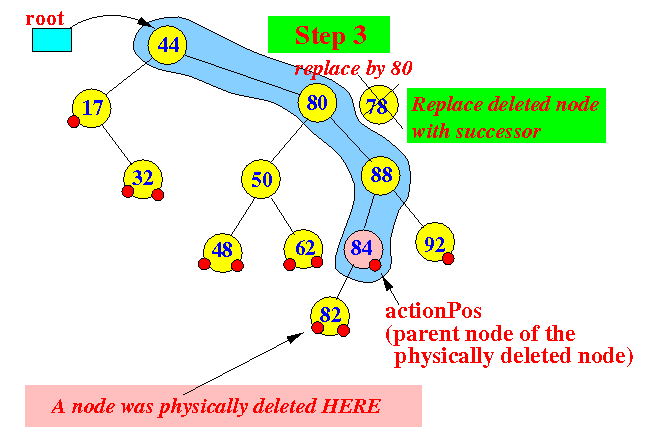 root
Step 3
44
replace by 80
17
80
78
Replace deleted node
with successor
32
50
88
48
62
84
92
82
actionPos
(parent node of the
physically deleted node)
A node was physically deleted HERE